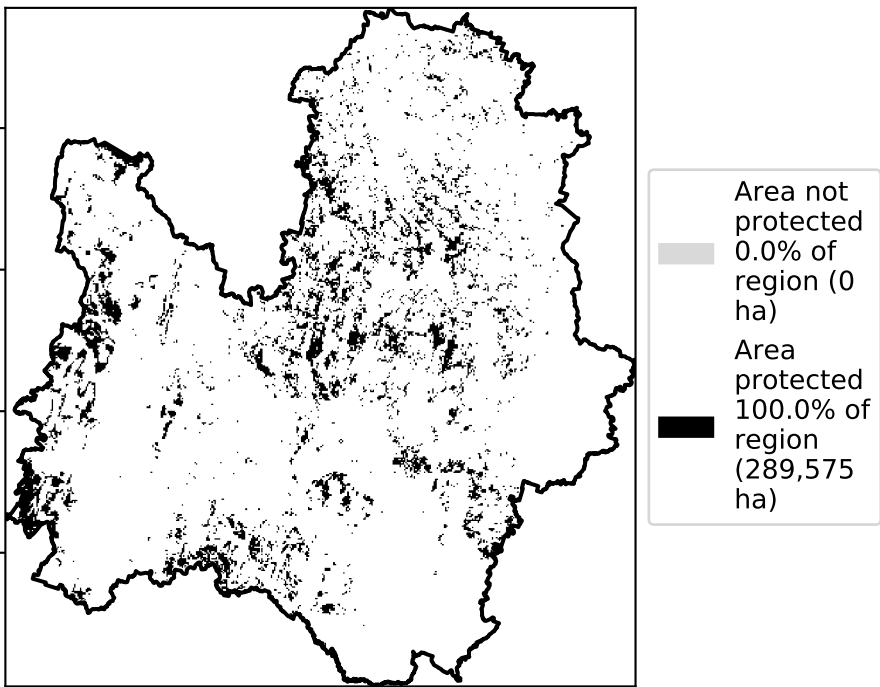 Area not
protected
0.0% of
region (0
ha)
Area
protected
100.0% of
region
(289,575
ha)